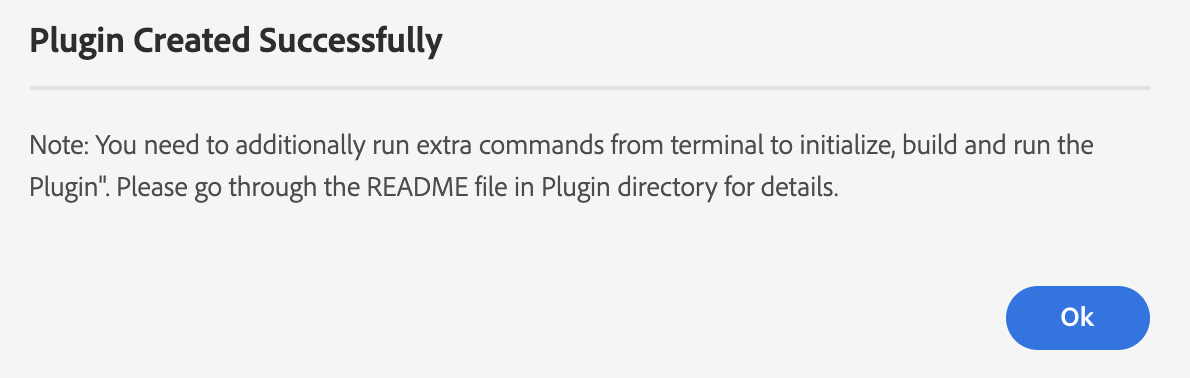 Plugin Created Successfully
Note: You need to additionally run extra commands from terminal to initialize, build and run the
Plugin". Please go through the README file in Plugin directory for details.
Ok